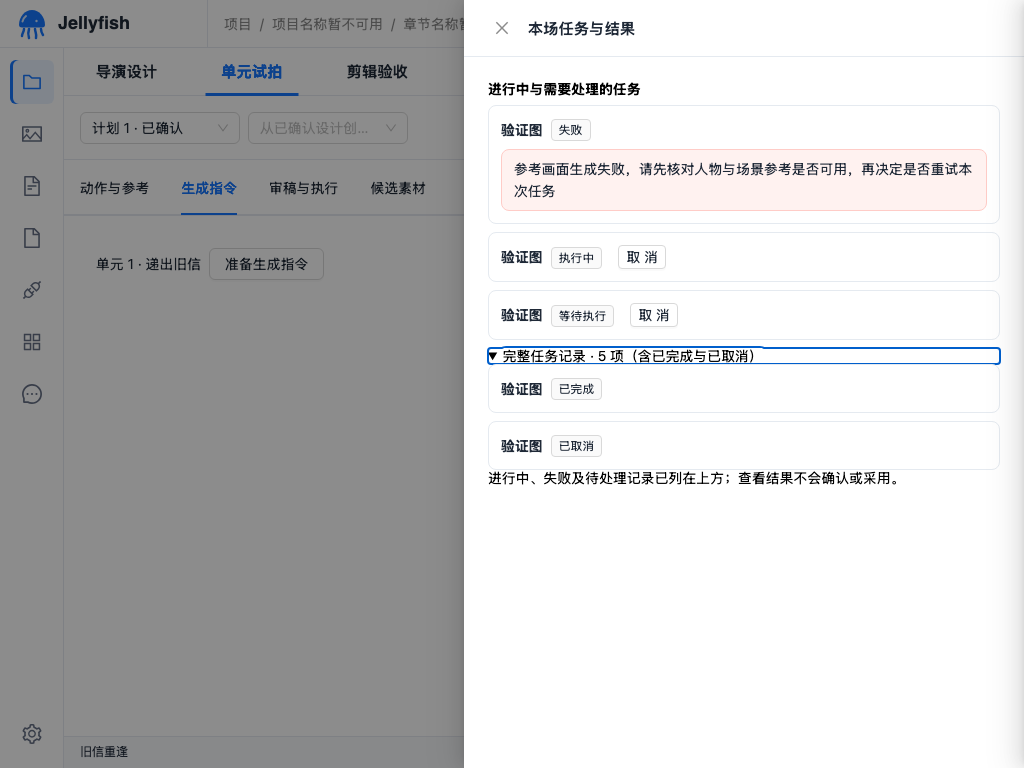 Jellyfish
项目 / 项目名称暂不可用 / 章节名称
导演设计 单元试拍 剪辑验收
计划 1 · 已确认
从已确认设计创...
动作与参考 生成指令 审稿与执行 候选素材
单元 1 · 递出旧信 准备生成指令
旧信重逢
本场任务与结果
进行中与需要处理的任务
验证图 失败
参考画面生成失败，请先核对人物与场景参考是否可用，再决定是否重试本
次任务
验证图 执行中 取 消
验证图 等待执行 取 消
▼ 完整任务记录 · 5 项（含已完成与已取消）
验证图 已完成
验证图 已取消
进行中、失败及待处理记录已列在上方；查看结果不会确认或采用。